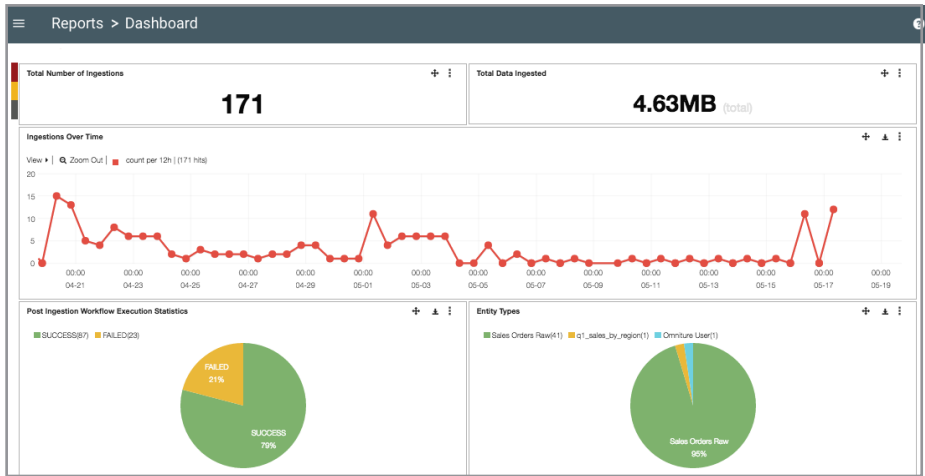 Reports > Dashboard
?
Total Number of Ingestions
171
Total Data Ingested
4.63MB (total)
Ingestions Over Time
View | Zoom Out | count per 12h | (171 hits)
20
15
10
5
0
00:00 00:00 00:00 00:00 00:00 00:00 00:00 00:00 00:00 00:00 00:00 00:00 00:00 00:00 00:00
04-21 04-23 04-25 04-27 04-29 05-01 05-03 05-05 05-07 05-09 05-11 05-13 05-15 05-17 05-19
Post Ingestion Workflow Execution Statistics
SUCCESS(87) FAILED(23)
FAILED
21%
SUCCESS
79%
Entity Types
Sales Orders Raw(41) q1_sales_by_region(1) Omniture User(1)
Sales Orders Raw
95%